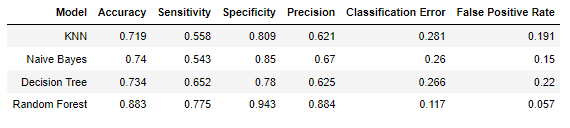 Model Accuracy Sensitivity Specificity Precision Classification Error False Positive Rate
KNN 0.719 0.558 0.809 0.621 0.281 0.191
Naive Bayes 0.74 0.543 0.85 0.67 0.26 0.15
Decision Tree 0.734 0.652 0.78 0.625 0.266 0.22
Random Forest 0.883 0.775 0.943 0.884 0.117 0.057